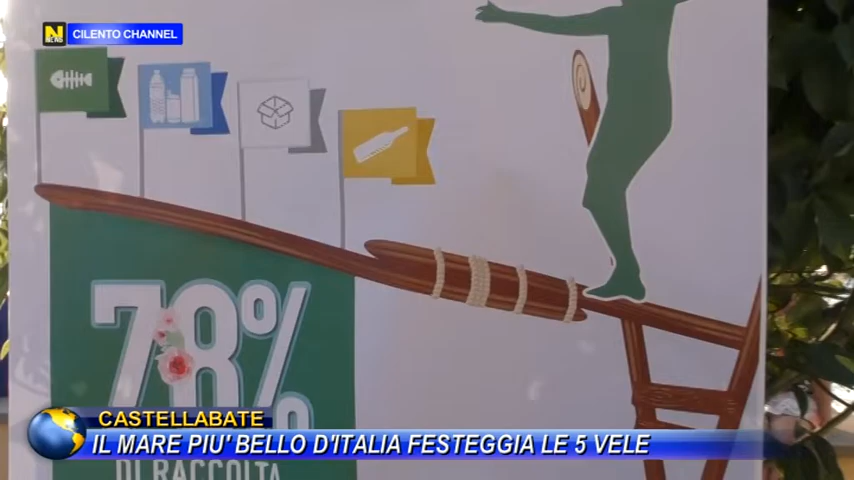 CILENTO CHANNEL
78%
CASTELLABATE
IL MARE PIU' BELLO D'ITALIA FESTEGGIA LE 5 VELE
DI RACCOLTA